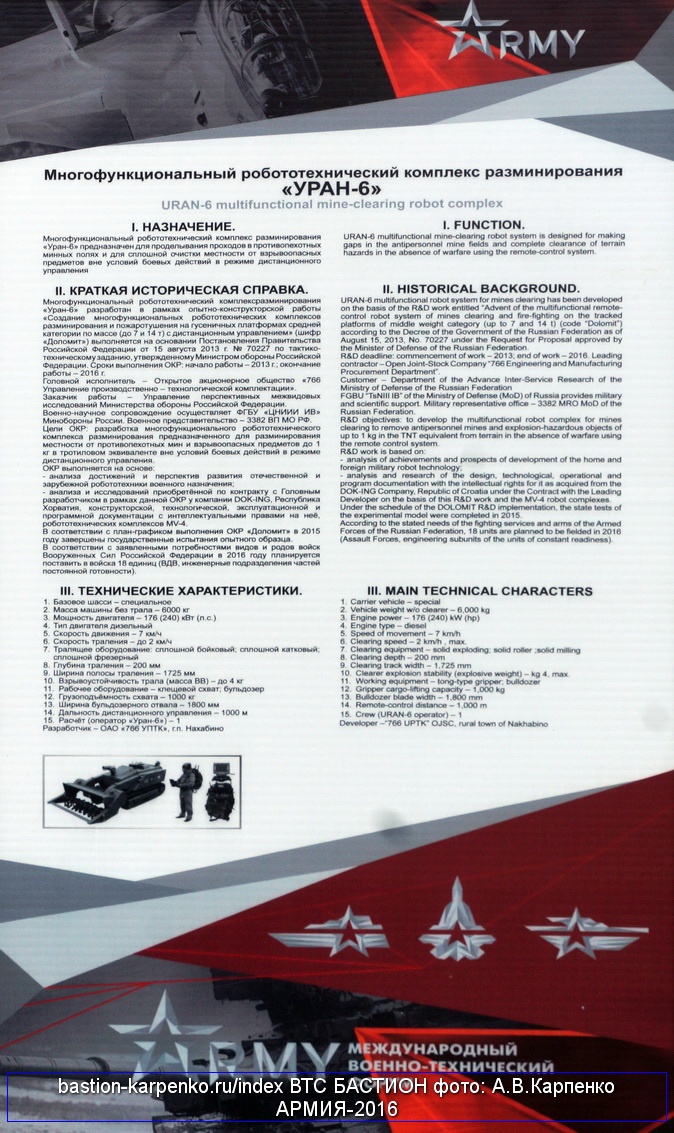 ARMY
Многофункциональный робототехнический комплекс разминирования
«УРАН-6»
URAN-6 multifunctional mine-clearing robot complex
I. НАЗНАЧЕНИЕ.
Многофункциональный робототехнический комплекс разминирования
«Уран-6» предназначен для проделывания проходов в противопехотных
минных полях и для сплошной очистки местности от взрывоопасных
предметов вне условий боевых действий в режиме дистанционного
управления
II. КРАТКАЯ ИСТОРИЧЕСКАЯ СПРАВКА.
Многофункциональный робототехнический комплексразминирования
«Уран-6» разработан в рамках опытно-конструкторской работы
«Создание многофункциональных робототехнических комплексов
разминирования и пожаротушения на гусеничных платформах средней
категории по массе (до 7 и 14 т) с дистанционным управлением» (шифр
«Доломит») выполняется на основании Постановления Правительства
Российской Федерации от 15 августа 2013 г № 70227 по тактико-
техническому заданию, утвержденному Министром обороны Российской
Федерации. Сроки выполнения ОКР: начало работы – 2013 г.; окончание
работы – 2016 г.
Головной исполнитель – Открытое акционерное общество «766
Управление производственно – технологической комплектации».
Заказчик работы – Управление перспективных межвидовых
исследований Министерства обороны Российской Федерации.
Военно-научное сопровождение осуществляет ФГБУ «ЦНИИИ ИВ»
Минобороны России. Военное представительство – 3382 ВП МО РФ.
Цели ОКР: разработка многофункционального робототехнического
комплекса разминирования предназначенного для разминирования
местности от противопехотных мин и взрывоопасных предметов до 1
кг в тротиловом эквиваленте вне условий боевых действий в режиме
дистанционного управления.
ОКР выполняется на основе:
- анализа достижений и перспектив развития отечественной и
зарубежной робототехники военного назначения;
- анализа и исследований приобретённой по контракту с Головным
разработчиком в рамках данной ОКР у компании DOK-ING, Республика
Хорватия, конструкторской, технологической, эксплуатационной и
программной документации с интеллектуальными правами на неё,
робототехнических комплексов MV-4.
В соответствии с план-графиком выполнения ОКР «Доломит» в 2015
году завершены государственные испытания опытного образца.
В соответствии с заявленными потребностями видов и родов войск
Вооруженных Сил Российской Федерации в 2016 году планируется
поставить в войска 18 единиц (ВДВ, инженерные подразделения частей
постоянной готовности).
III. ТЕХНИЧЕСКИЕ ХАРАКТЕРИСТИКИ.
1. Базовое шасси – специальное
2. Масса машины без трала – 6000 кг
3. Мощность двигателя – 176 (240) кВт (л.с.)
4. Тип двигателя дизельный
5. Скорость движения – 7 км/ч
6. Скорость траления – до 2 км/ч
7. Тралящее оборудование: сплошной бойковый; сплошной катковый;
сплошной фрезерный
8. Глубина траления – 200 мм
9. Ширина полосы траления – 1725 мм
10. Взрывоустойчивость трала (масса ВВ) – до 4 кг
11. Рабочее оборудование – клещевой схват; бульдозер
12. Грузоподъёмность схвата – 1000 кг
13. Ширина бульдозерного отвала – 1800 мм
14. Дальность дистанционного управления – 1000 м
15. Расчёт (оператор «Уран-6») – 1
Разработчик – ОАО «766 УПТК», г.п. Нахабино
I. FUNCTION.
URAN-6 multifunctional mine-clearing robot system is designed for making
gaps in the antipersonnel mine fields and complete clearance of terrain
hazards in the absence of warfare using the remote-control system.
II. HISTORICAL BACKGROUND.
URAN-6 multifunctional robot system for mines clearing has been developed
on the basis of the R&D work entitled "Advent of the multifunctional remote-
control robot system of mines clearing and fire-fighting on the tracked
platforms of middle weight category (up to 7 and 14 t) (code "Dolomit")
according to the Decree of the Government of the Russian Federation as of
August 15, 2013, No. 70227 under the Request for Proposal approved by
the Minister of Defense of the Russian Federation.
R&D deadline: commencement of work – 2013; end of work – 2016. Leading
contractor – Open Joint-Stock Company "766 Engineering and Manufacturing
Procurement Department".
Customer – Department of the Advance Inter-Service Research of the
Ministry of Defense of the Russian Federation
FGBU "TsNIII IB" of the Ministry of Defense (MoD) of Russia provides military
and scientific support. Military representative office – 3382 MRO MoD of the
Russian Federation.
R&D objectives: to develop the multifunctional robot complex for mines
clearing to remove antipersonnel mines and explosion-hazardous objects of
up to 1 kg in the TNT equivalent from terrain in the absence of warfare using
the remote control system.
R&D work is based on:
- analysis of achievements and prospects of development of the home and
foreign military robot technology;
- analysis and research of the design, technological, operational and
program documentation with the intellectual rights for it as acquired from the
DOK-ING Company, Republic of Croatia under the Contract with the Leading
Developer on the basis of this R&D work and the MV-4 robot complexes.
Under the schedule of the DOLOMIT R&D implementation, the state tests of
the experimental model were completed in 2015.
According to the stated needs of the fighting services and arms of the Armed
Forces of the Russian Federation, 18 units are planned to be fielded in 2016
(Assault Forces, engineering subunits of the units of constant readiness).
III. MAIN TECHNICAL CHARACTERS
1. Carrier vehicle – special
2. Vehicle weight w/o clearer – 6,000 kg
3. Engine power – 176 (240) kW (hp)
4. Engine type – diesel
5. Speed of movement – 7 km/h
6. Clearing speed – 2 km/h , max.
7. Clearing equipment – solid exploding; solid roller ;solid milling
8. Clearing depth – 200 mm
9. Clearing track width – 1,725 mm
10. Clearer explosion stability (explosive weight) – kg 4, max.
11. Working equipment – tong-type gripper; bulldozer
12. Gripper cargo-lifting capacity – 1,000 kg
13. Bulldozer blade width – 1,800 mm
14. Remote-control distance – 1,000 m
15. Crew (URAN-6 operator) – 1
Developer –"766 UPTK" OJSC, rural town of Nakhabino
ARMY
МЕЖДУНАРОДНЫЙ
ВОЕННО-ТЕХНИЧЕСКИЙ
bastion-karpenko.ru/index ВТС БАСТИОН фото: А.В.Карпенко
АРМИЯ-2016